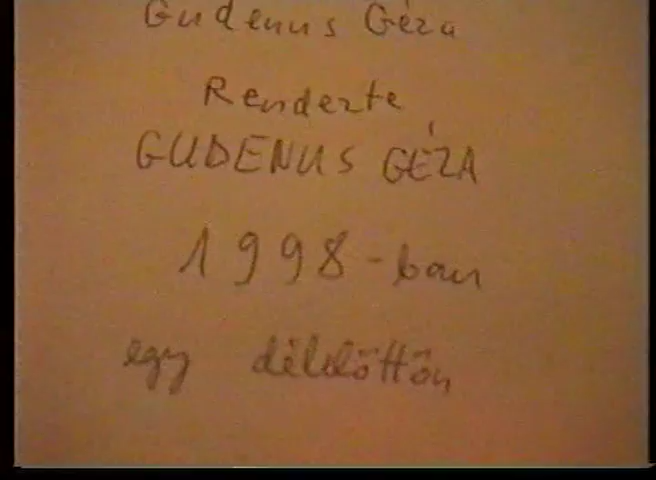 Gudenus Géza
Rendezte
GUDENUS GÉZA
1998-ban
egy délelőttön